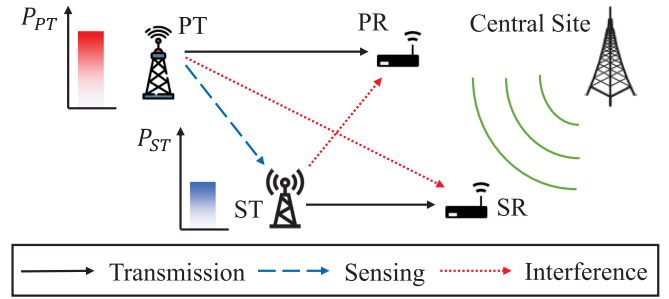 P_PT
PT
PR
Central Site
P_ST
ST
SR
Transmission
Sensing
Interference